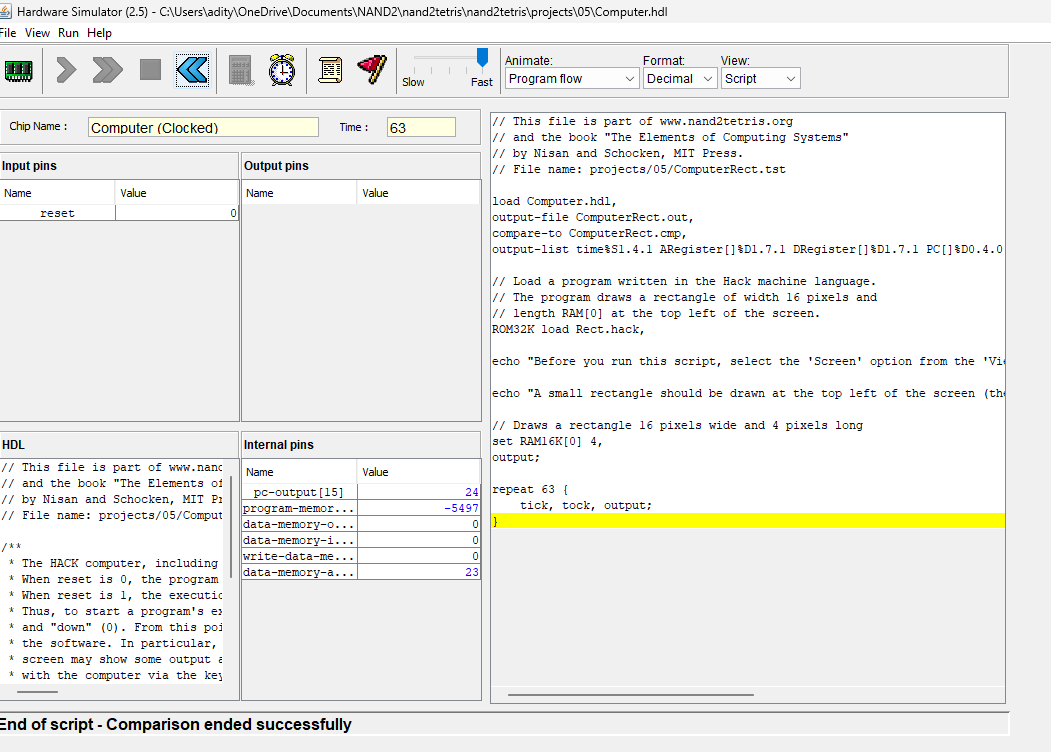 Hardware Simulator (2.5) - C:\Users\adity\OneDrive\Documents\NAND2\nand2tetris\nand2tetris\projects\05\Computer.hdl
File View Run Help
Slow Fast
Animate: Format: View:
Program flow Decimal Script
Chip Name : Computer (Clocked) Time : 63
Input pins
Name Value
reset 0
Output pins
Name Value
HDL
// This file is part of www.nand
// and the book "The Elements of
// by Nisan and Schocken, MIT Pr
// File name: projects/05/Comput
/**
* The HACK computer, including
* When reset is 0, the program
* When reset is 1, the executio
* Thus, to start a program's ex
* and "down" (0). From this poi
* the software. In particular,
* screen may show some output a
* with the computer via the key
Internal pins
Name Value
pc-output[15] 24
program-memor... -5497
data-memory-o... 0
data-memory-i... 0
write-data-me... 0
data-memory-a... 23
// This file is part of www.nand2tetris.org
// and the book "The Elements of Computing Systems"
// by Nisan and Schocken, MIT Press.
// File name: projects/05/ComputerRect.tst
load Computer.hdl,
output-file ComputerRect.out,
compare-to ComputerRect.cmp,
output-list time%S1.4.1 ARegister[]%D1.7.1 DRegister[]%D1.7.1 PC[]%D0.4.0
// Load a program written in the Hack machine language.
// The program draws a rectangle of width 16 pixels and
// length RAM[0] at the top left of the screen.
ROM32K load Rect.hack,
echo "Before you run this script, select the 'Screen' option from the 'Vie
echo "A small rectangle should be drawn at the top left of the screen (the
// Draws a rectangle 16 pixels wide and 4 pixels long
set RAM16K[0] 4,
output;
repeat 63 {
tick, tock, output;
}
End of script - Comparison ended successfully